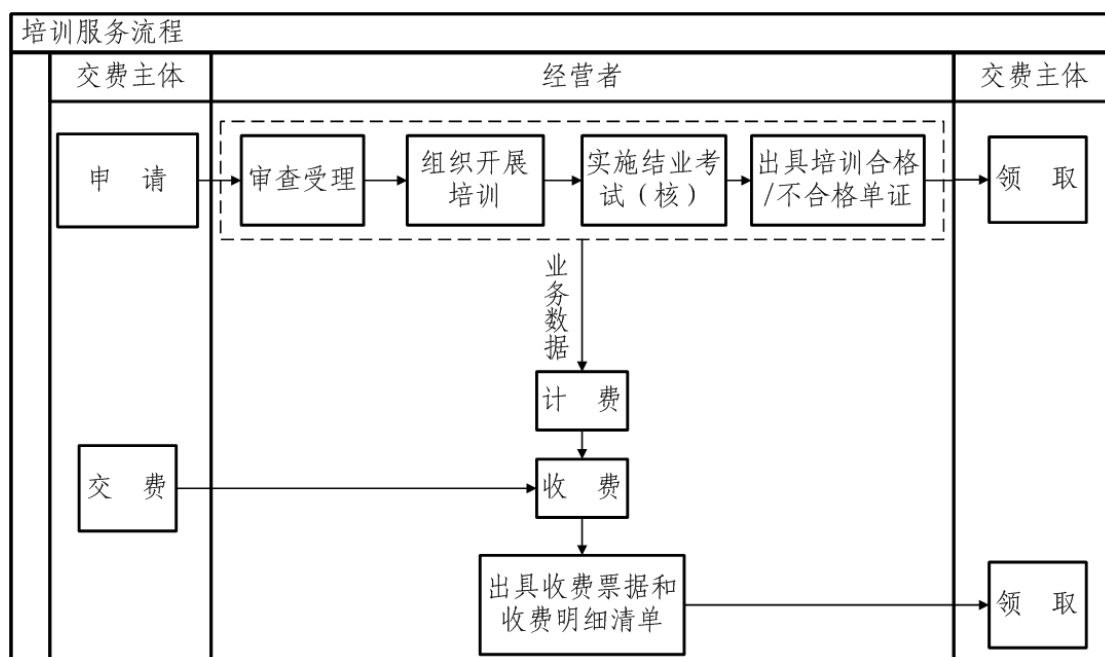 培训服务流程
交费主体
经营者
交费主体
申 请
审查受理
组织开展
培训
实施结业考
试（核）
出具培训合格
/不合格单证
领 取
业务数据
计 费
交 费
收 费
出具收费票据和
收费明细清单
领 取